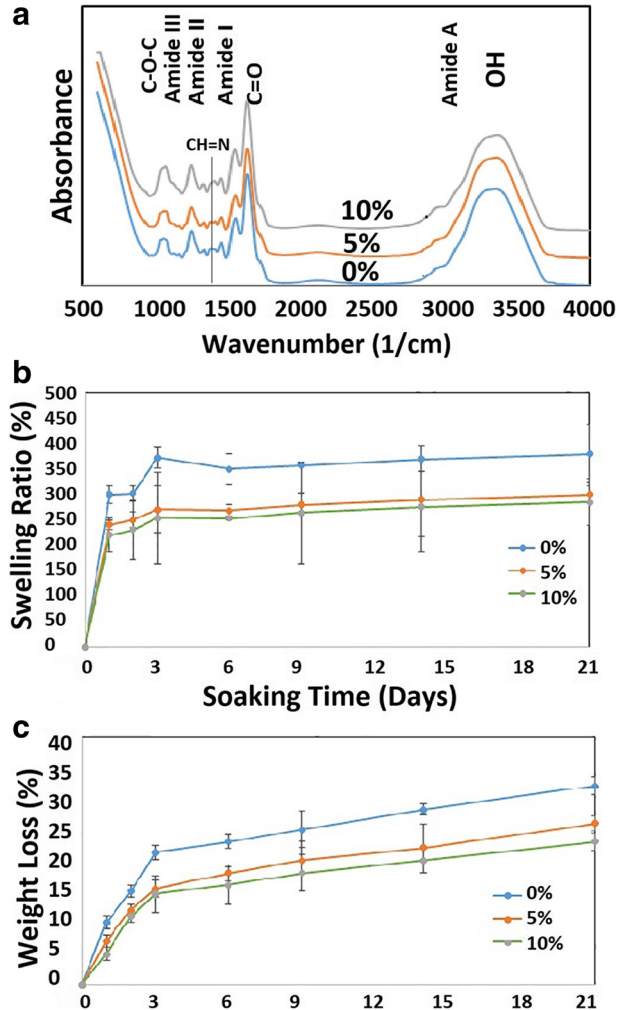 a
Absorbance
C-O-C
Amide III
Amide II
Amide I
C=O
Amide A
OH
CH=N
10%
5%
0%
500 1000 1500 2000 2500 3000 3500 4000
Wavenumber (1/cm)
b
Swelling Ratio (%)
500
450
400
350
300
250
200
150
100
50
0
0%
5%
10%
0 3 6 9 12 15 18 21
Soaking Time (Days)
c
Weight Loss (%)
40
35
30
25
20
15
10
5
0
0%
5%
10%
0 3 6 9 12 15 18 21